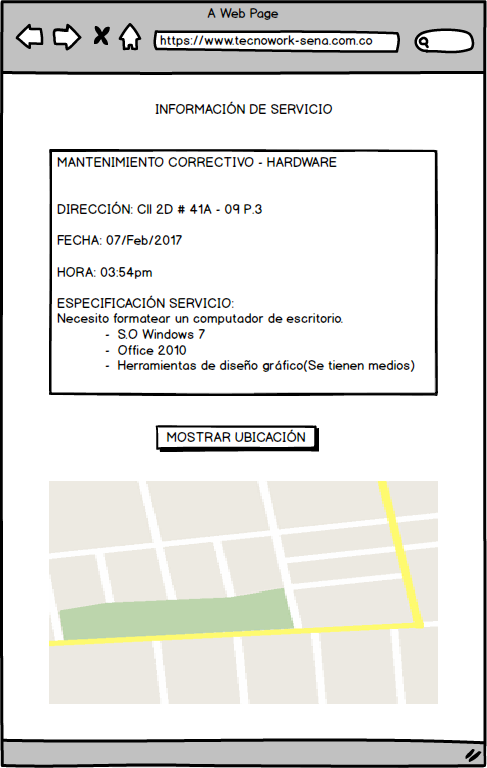 A Web Page
https://www.tecnowork-sena.com.co
INFORMACIÓN DE SERVICIO
MANTENIMIENTO CORRECTIVO - HARDWARE
DIRECCIÓN: Cll 2D # 41A - 09 P.3
FECHA: 07/Feb/2017
HORA: 03:54pm
ESPECIFICACIÓN SERVICIO:
Necesito formatear un computador de escritorio.
- S.O Windows 7
- Office 2010
- Herramientas de diseño gráfico(Se tienen medios)
MOSTRAR UBICACIÓN